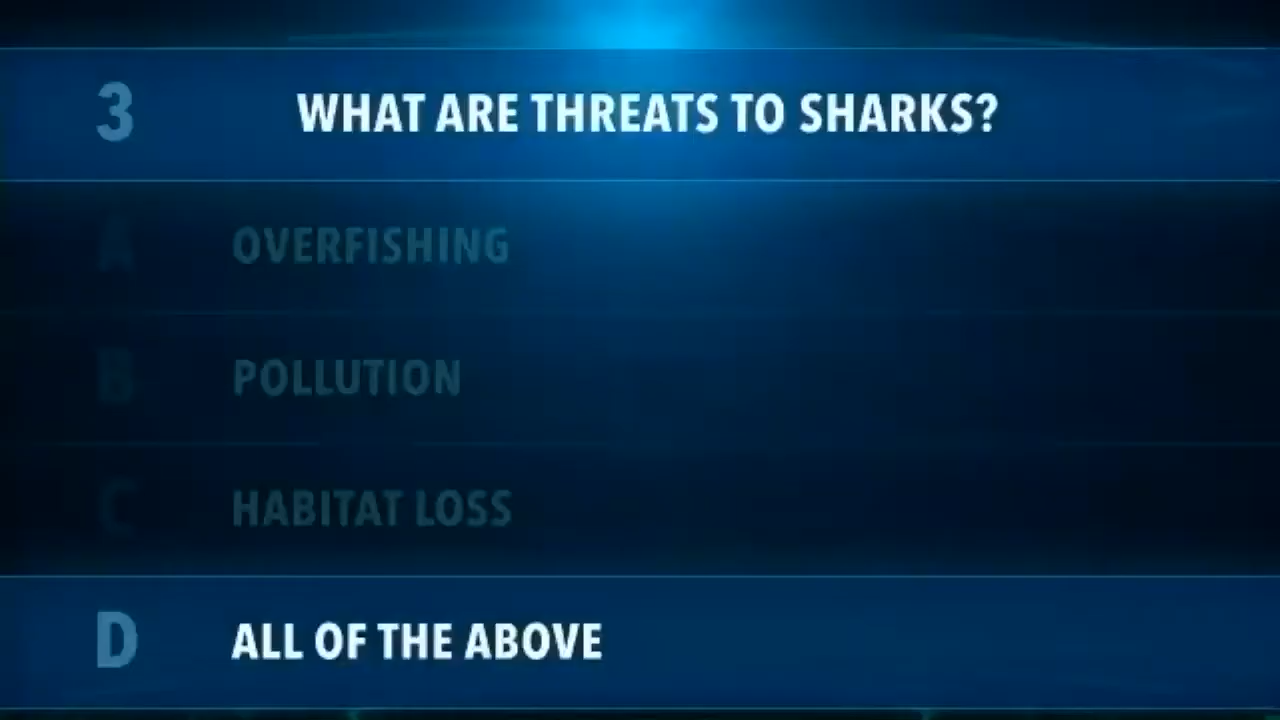 3 WHAT ARE THREATS TO SHARKS?
A OVERFISHING
B POLLUTION
C HABITAT LOSS
D ALL OF THE ABOVE